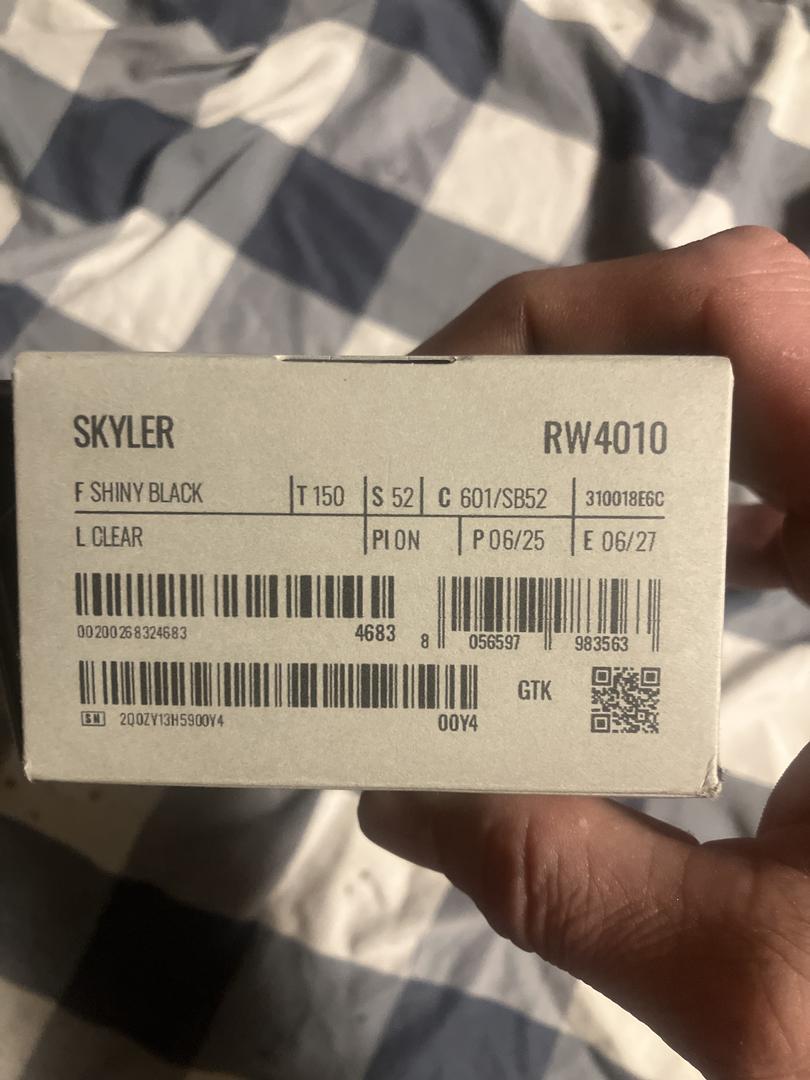 SKYLER RW4010
F SHINY BLACK T 150 S 52 C 601/SB52 310018E6C
L CLEAR PI ON P 06/25 E 06/27
00200268324683 4683 8 056597 983563
GTK
SN 2Q0ZY13H5900Y4 00Y4